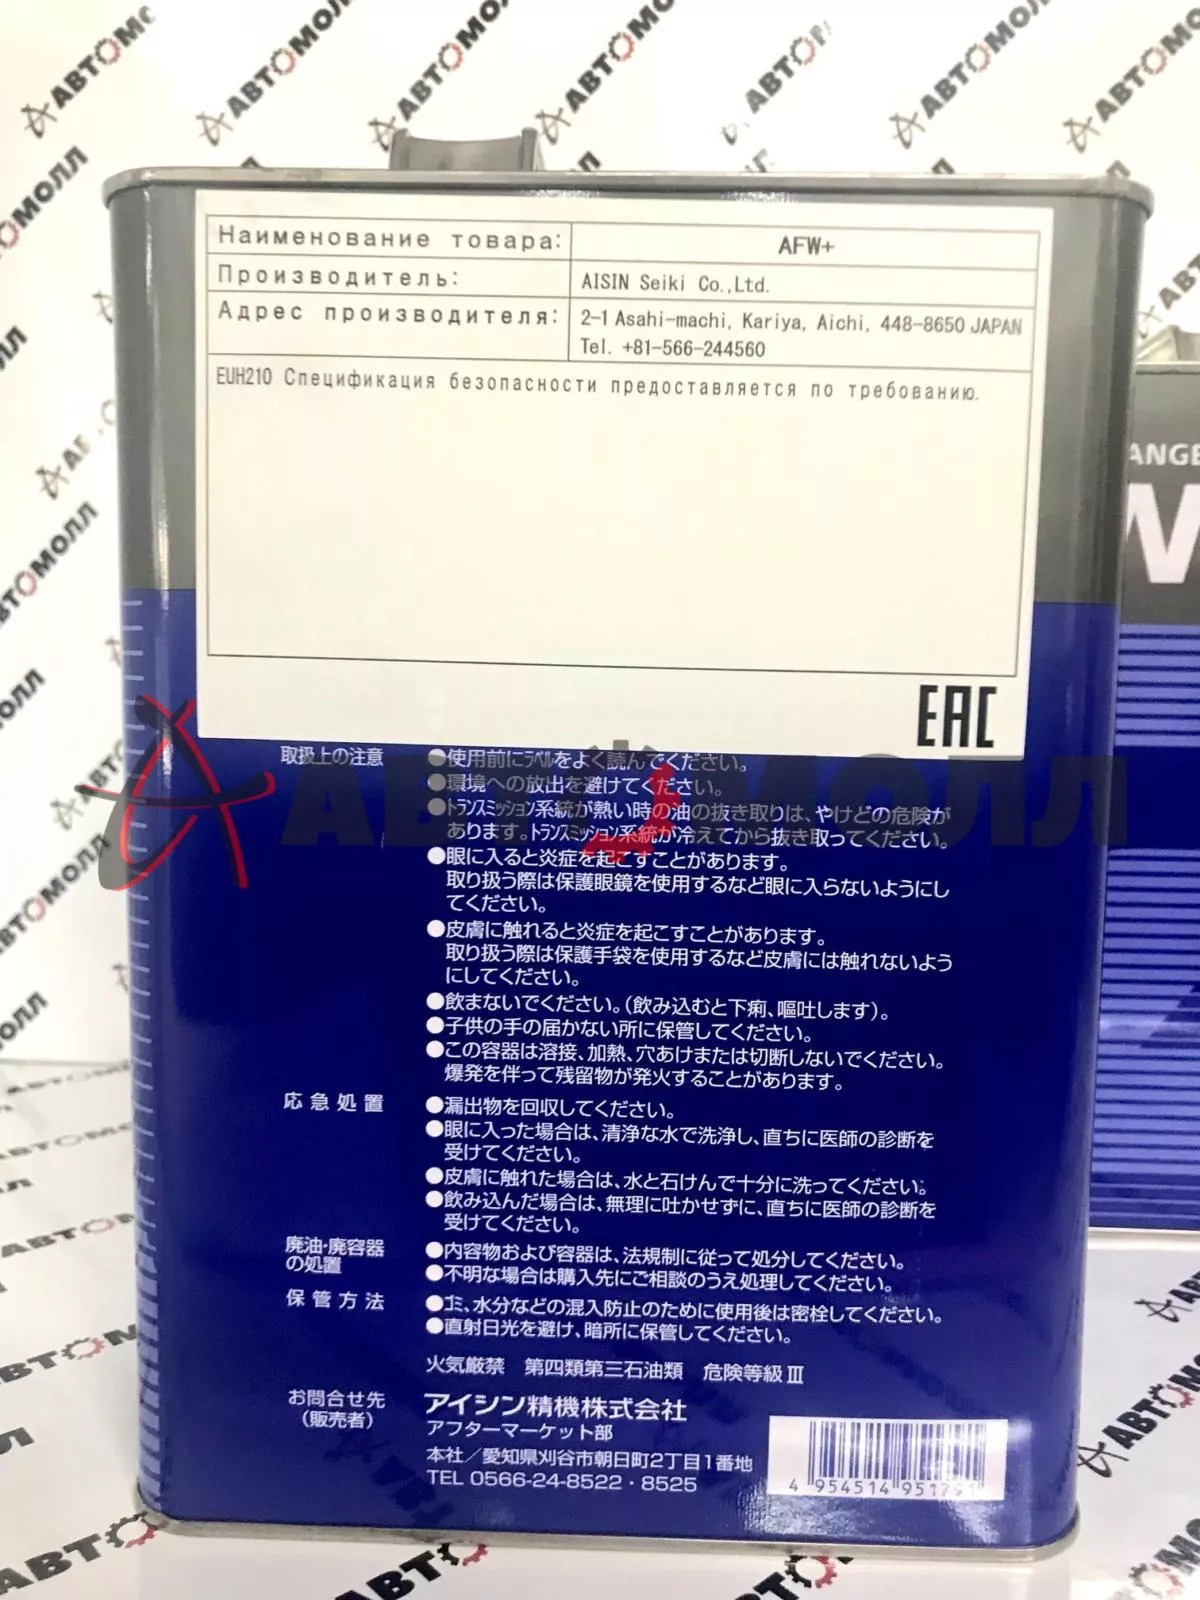 Наименование товара: AFW+
Производитель: AISIN Seiki Co.,Ltd.
Адрес производителя: 2-1 Asahi-machi, Kariya, Aichi, 448-8650 JAPAN
Tel. +81-566-244560
EUH210 Спецификация безопасности предоставляется по требованию.
EAC
ANGE
W
取扱上の注意 ●使用前にラベルをよく読んでください。
●環境への放出を避けてください。
●トランスミッション系統が熱い時の油の抜き取りは、やけどの危険が
あります。トランスミッション系統が冷えてから抜き取ってください。
●眼に入ると炎症を起こすことがあります。
取り扱う際は保護眼鏡を使用するなど眼に入らないようにし
てください。
●皮膚に触れると炎症を起こすことがあります。
取り扱う際は保護手袋を使用するなど皮膚には触れないよう
にしてください。
●飲まないでください。(飲み込むと下痢、嘔吐します)。
●子供の手の届かない所に保管してください。
●この容器は溶接、加熱、穴あけまたは切断しないでください。
爆発を伴って残留物が発火することがあります。
応急処置 ●漏出物を回収してください。
●眼に入った場合は、清浄な水で洗浄し、直ちに医師の診断を
受けてください。
●皮膚に触れた場合は、水と石けんで十分に洗ってください。
●飲み込んだ場合は、無理に吐かせずに、直ちに医師の診断を
受けてください。
廃油・廃容器の処置 ●内容物および容器は、法規制に従って処分してください。
●不明な場合は購入先にご相談のうえ処理してください。
保管方法 ●ゴミ、水分などの混入防止のために使用後は密栓してください。
●直射日光を避け、暗所に保管してください。
火気厳禁 第四類第三石油類 危険等級Ⅲ
お問合せ先 アイシン精機株式会社
(販売者) アフターマーケット部
本社/愛知県刈谷市朝日町2丁目1番地
TEL 0566-24-8522・8525
4 954514 951791
АВТОМОЛЛ